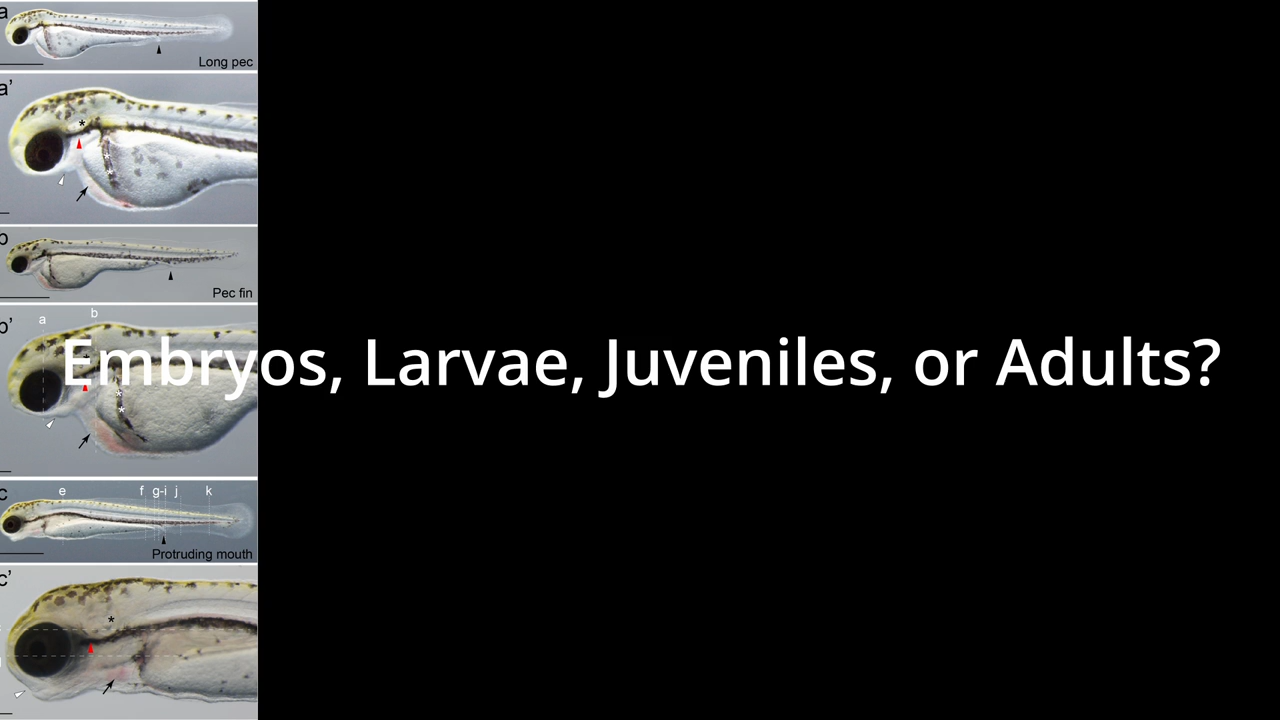 a
Long pec
a’
*
*
*
b
Pec fin
a
b
b’
Embryos, Larvae, Juveniles, or Adults?
*
*
c
e
f
g-i
j
k
Protruding mouth
c’
*